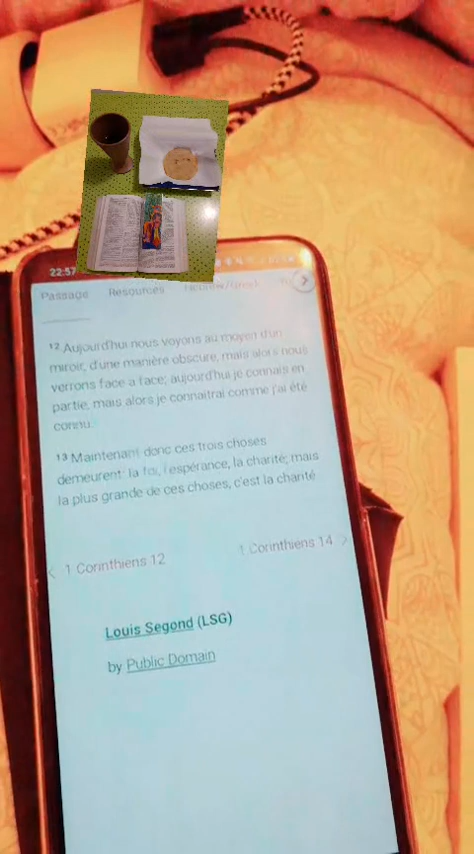 22:57
Passage Resources Hebrew/Greek
12 Aujourd'hui nous voyons au moyen d'un
miroir, d'une manière obscure, mais alors nous
verrons face a face; aujourd'hui je connais en
partie, mais alors je connaitrai comme j'ai été
connu.
13 Maintenant donc ces trois choses
demeurent: la foi, l'espérance, la charité; mais
la plus grande de ces choses, c'est la charité
< 1 Corinthiens 12 1 Corinthiens 14 >
Louis Segond (LSG)
by Public Domain